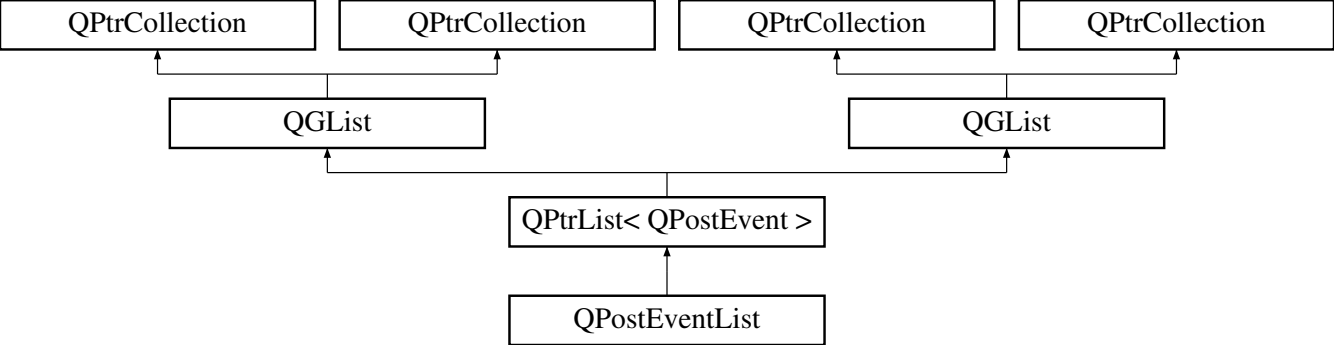 QPtrCollection
QPtrCollection
QPtrCollection
QPtrCollection
QGList
QGList
QPtrList< QPostEvent >
QPostEventList